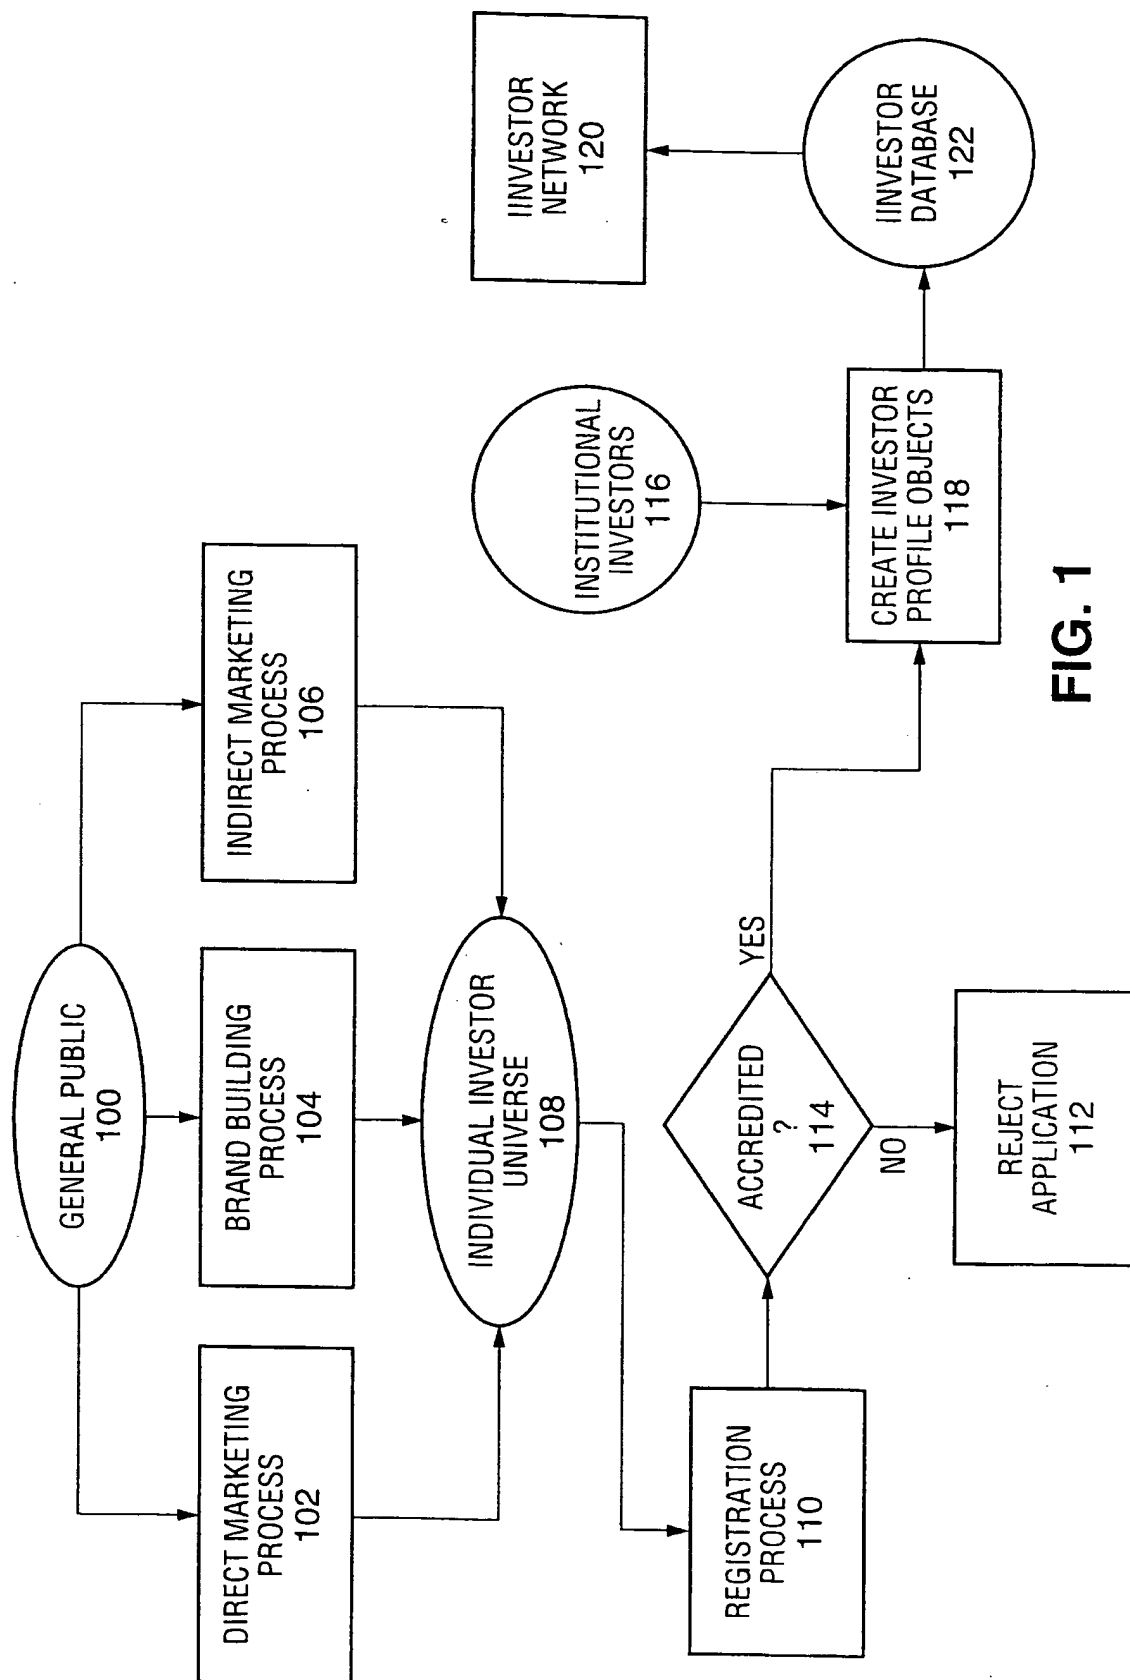 GENERAL PUBLIC
100
DIRECT MARKETING
PROCESS
102
BRAND BUILDING
PROCESS
104
INDIRECT MARKETING
PROCESS
106
INDIVIDUAL INVESTOR
UNIVERSE
108
REGISTRATION
PROCESS
110
ACCREDITED
?
114
YES
NO
REJECT
APPLICATION
112
INSTITUTIONAL
INVESTORS
116
CREATE INVESTOR
PROFILE OBJECTS
118
IINVESTOR
NETWORK
120
IINVESTOR
DATABASE
122
FIG. 1